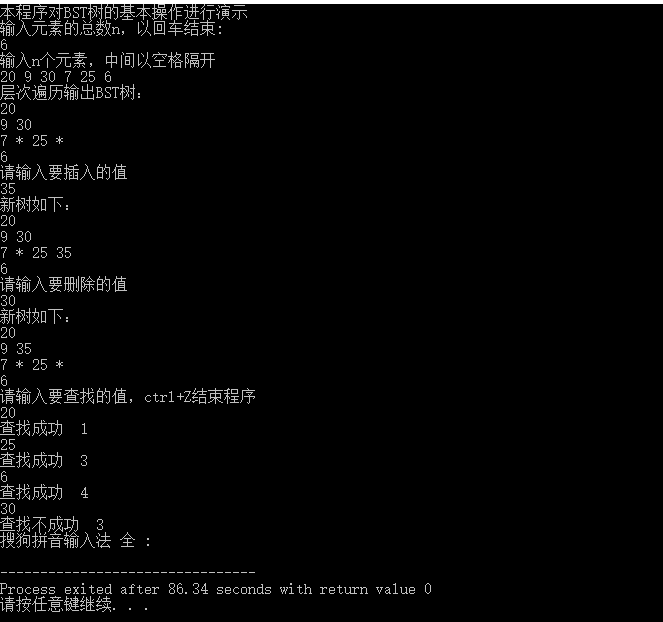 本程序对BST树的基本操作进行演示
输入元素的总数n, 以回车结束:
6
输入n个元素, 中间以空格隔开
20 9 30 7 25 6
层次遍历输出BST树:
20
9 30
7 * 25 *
6
请输入要插入的值
35
新树如下:
20
9 30
7 * 25 35
6
请输入要删除的值
30
新树如下:
20
9 35
7 * 25 *
6
请输入要查找的值, ctrl+Z结束程序
20
查找成功  1
25
查找成功  3
6
查找成功  4
30
查找不成功  3
搜狗拼音输入法 全 :
--------------------------------
Process exited after 86.34 seconds with return value 0
请按任意键继续. . .